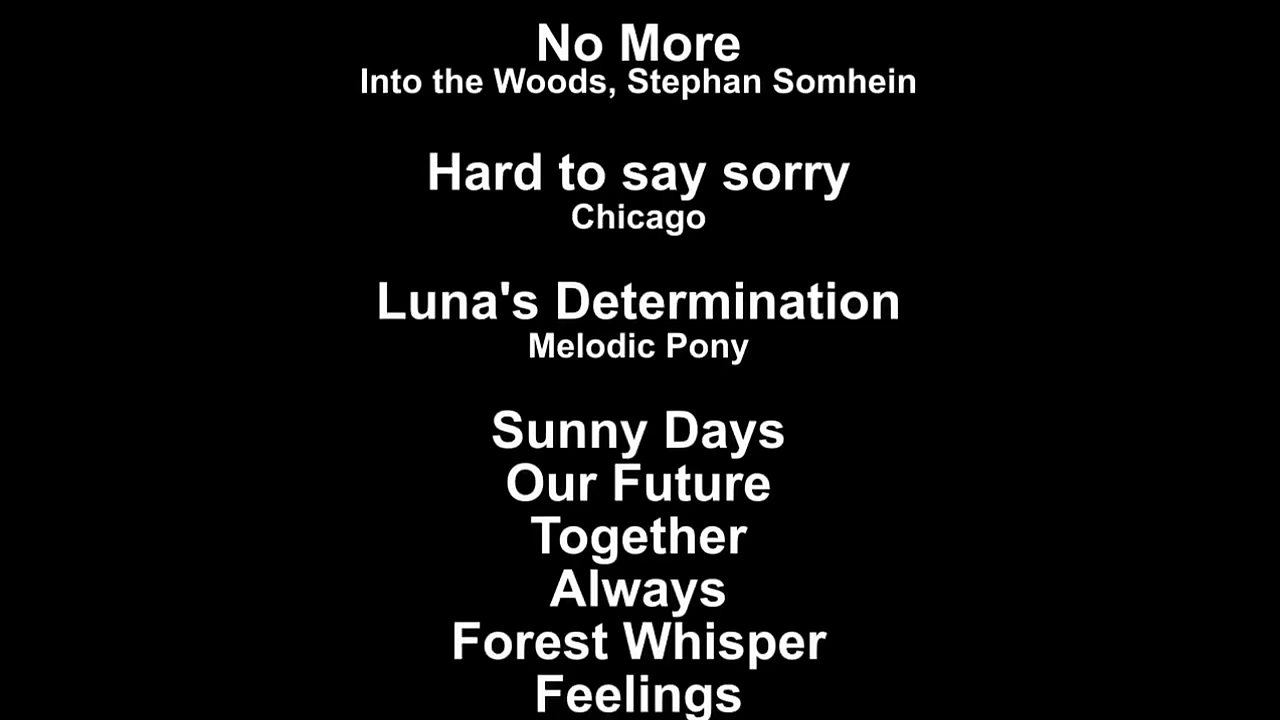 No More
Into the Woods, Stephan Somhein
Hard to say sorry
Chicago
Luna's Determination
Melodic Pony
Sunny Days
Our Future
Together
Always
Forest Whisper
Feelings